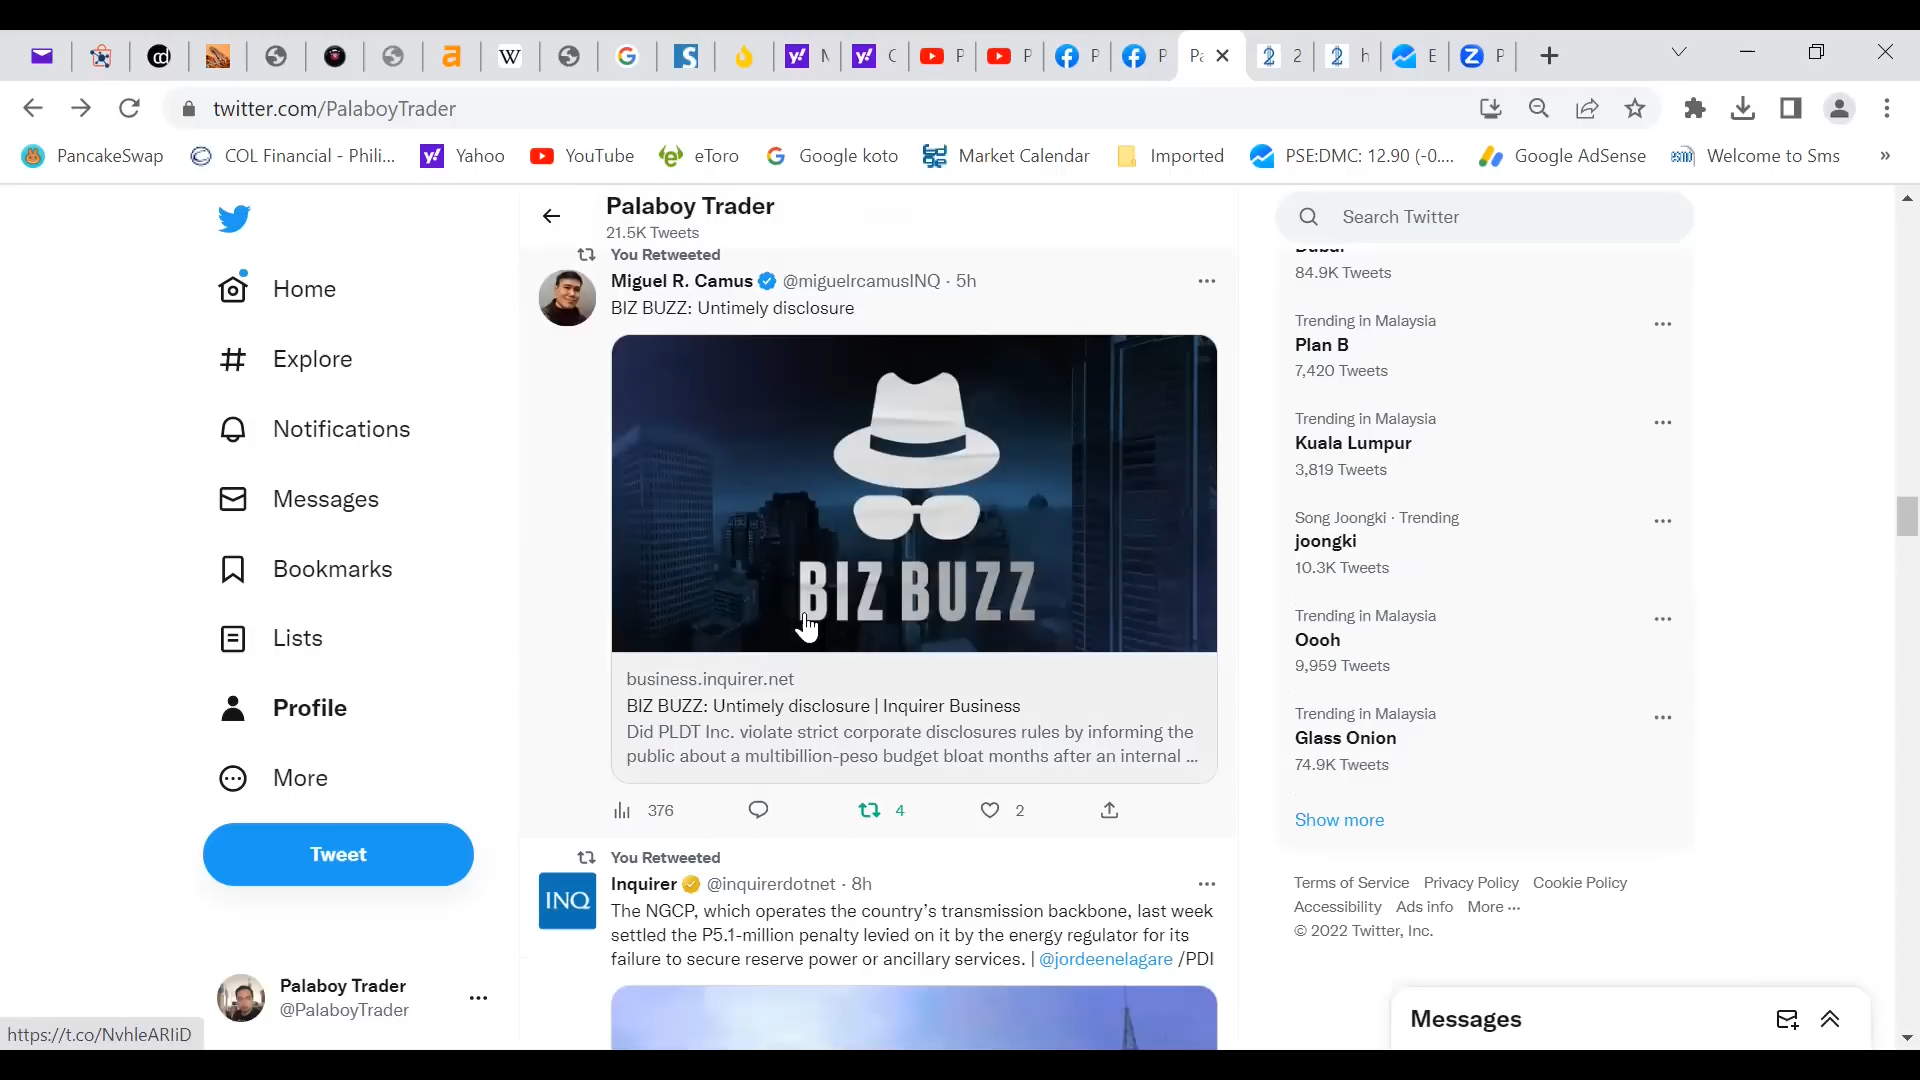 Pa
2
h
E
P
twitter.com/PalaboyTrader
PancakeSwap
COL Financial - Phili...
Yahoo
YouTube
eToro
Google koto
Market Calendar
Imported
PSE:DMC: 12.90 (-0....
Google AdSense
Welcome to Sms
»
Home
Explore
Notifications
Messages
Bookmarks
Lists
Profile
More
Tweet
Palaboy Trader
@PalaboyTrader
https://t.co/NvhleARIiD
Palaboy Trader
21.5K Tweets
You Retweeted
Miguel R. Camus @miguelrcamusINQ · 5h
BIZ BUZZ: Untimely disclosure
BIZ BUZZ
business.inquirer.net
BIZ BUZZ: Untimely disclosure | Inquirer Business
Did PLDT Inc. violate strict corporate disclosures rules by informing the
public about a multibillion-peso budget bloat months after an internal ...
376
4
2
You Retweeted
INQ
Inquirer @inquirerdotnet · 8h
The NGCP, which operates the country's transmission backbone, last week
settled the P5.1-million penalty levied on it by the energy regulator for its
failure to secure reserve power or ancillary services. | @jordeenelagare /PDI
Search Twitter
84.9K Tweets
Trending in Malaysia
Plan B
7,420 Tweets
Trending in Malaysia
Kuala Lumpur
3,819 Tweets
Song Joongki · Trending
joongki
10.3K Tweets
Trending in Malaysia
Oooh
9,959 Tweets
Trending in Malaysia
Glass Onion
74.9K Tweets
Show more
Terms of Service Privacy Policy Cookie Policy
Accessibility Ads info More ···
© 2022 Twitter, Inc.
Messages